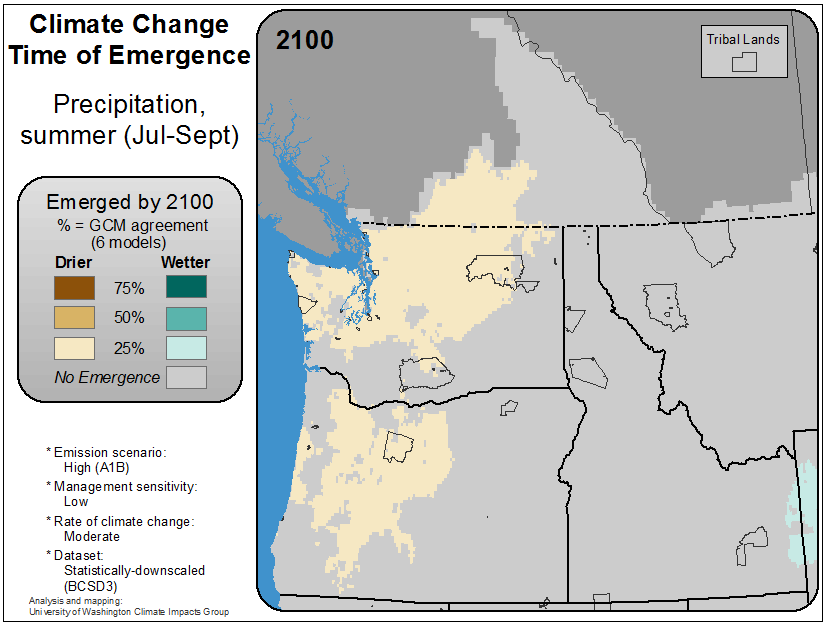 Climate Change
Time of Emergence
Precipitation,
summer (Jul-Sept)
Emerged by 2100
% = GCM agreement
(6 models)
Drier Wetter
75%
50%
25%
No Emergence
* Emission scenario:
High (A1B)
* Management sensitivity:
Low
* Rate of climate change:
Moderate
* Dataset:
Statistically-downscaled
(BCSD3)
Analysis and mapping:
University of Washington Climate Impacts Group
2100
Tribal Lands